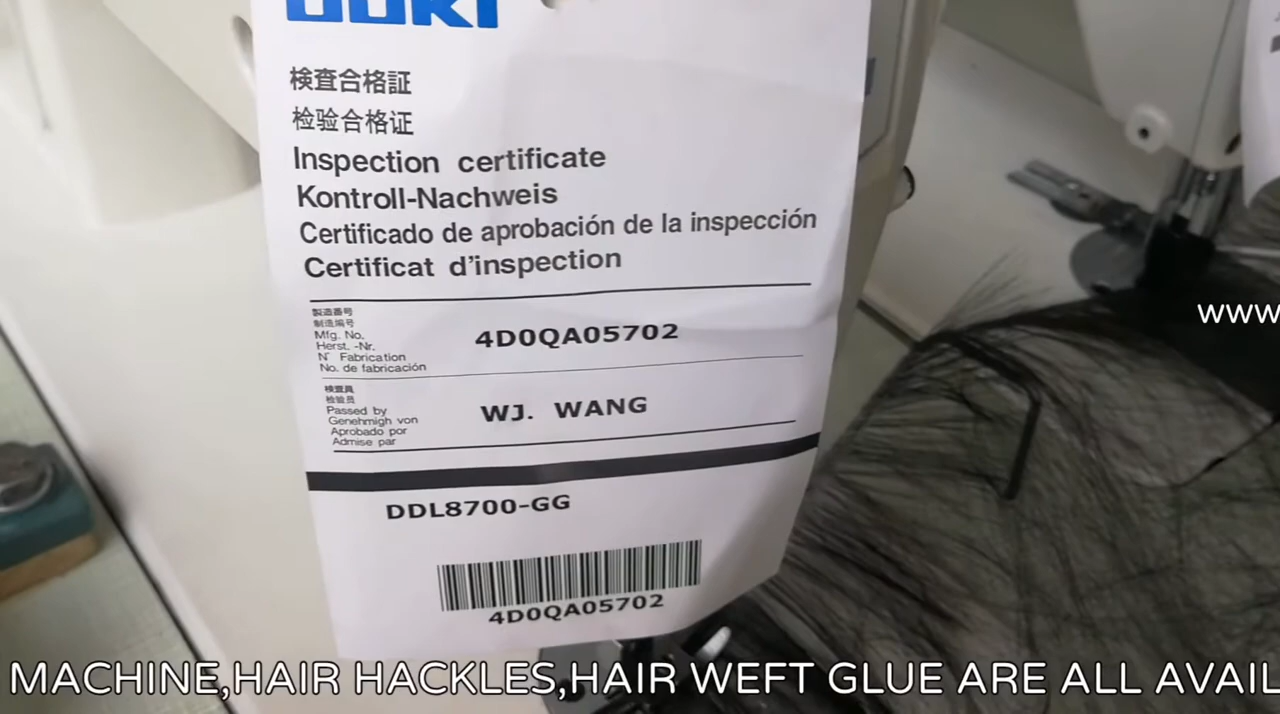 検査合格証
检验合格证
Inspection certificate
Kontroll-Nachweis
Certificado de aprobación de la inspección
Certificat d'inspection
製造番号
制造编号
Mfg. No.
Herst. -Nr.
N° Fabrication
No. de fabricación
4D0QA05702
検査員
检验员
Passed by
Genehmigh von
Aprobado por
Admise par
WJ. WANG
DDL8700-GG
4D0QA05702
www
MACHINE,HAIR HACKLES,HAIR WEFT GLUE ARE ALL AVAIL